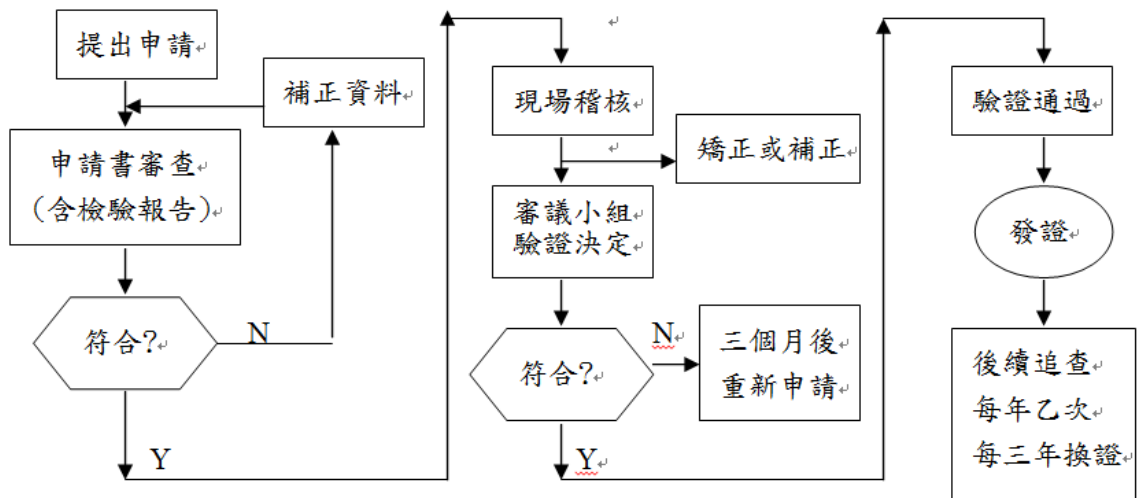 提出申請
補正資料
申請書審查
(含檢驗報告)
符合?
N
Y
現場稽核
矯正或補正
審議小組
驗證決定
符合?
N
三個月後
重新申請
Y
驗證通過
發證
後續追查
每年乙次
每三年換證